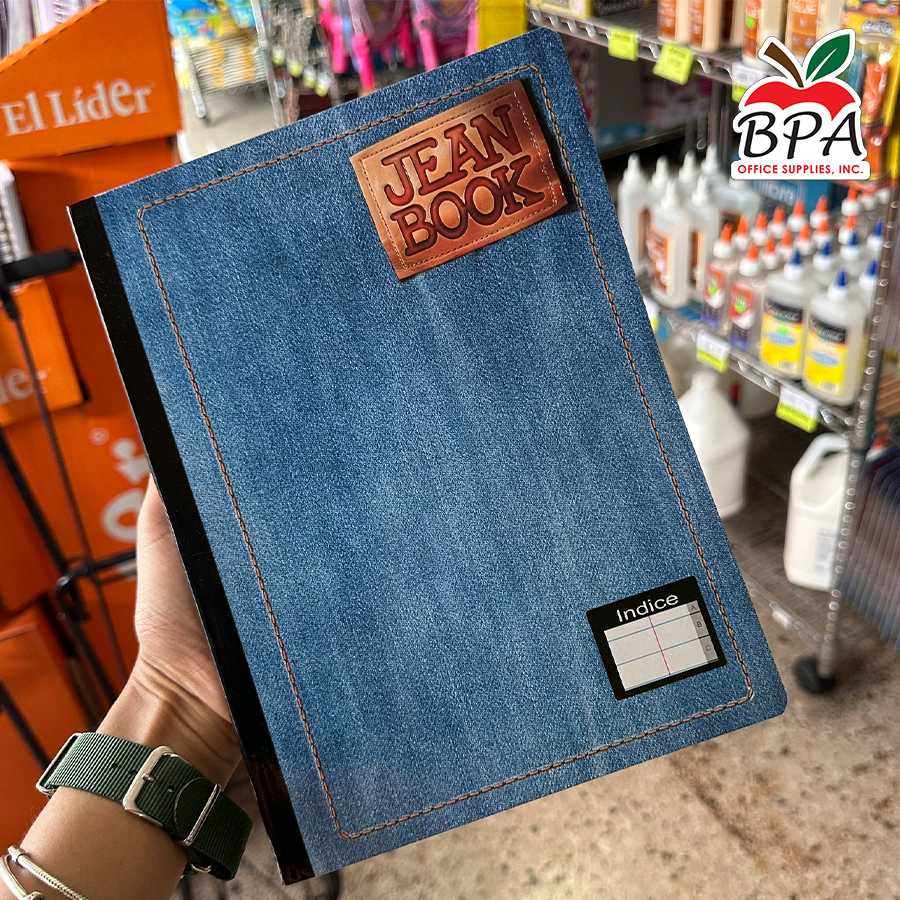 El Líder
JEAN
BOOK
BPA
OFFICE SUPPLIES, INC.
Indice
A
B
C